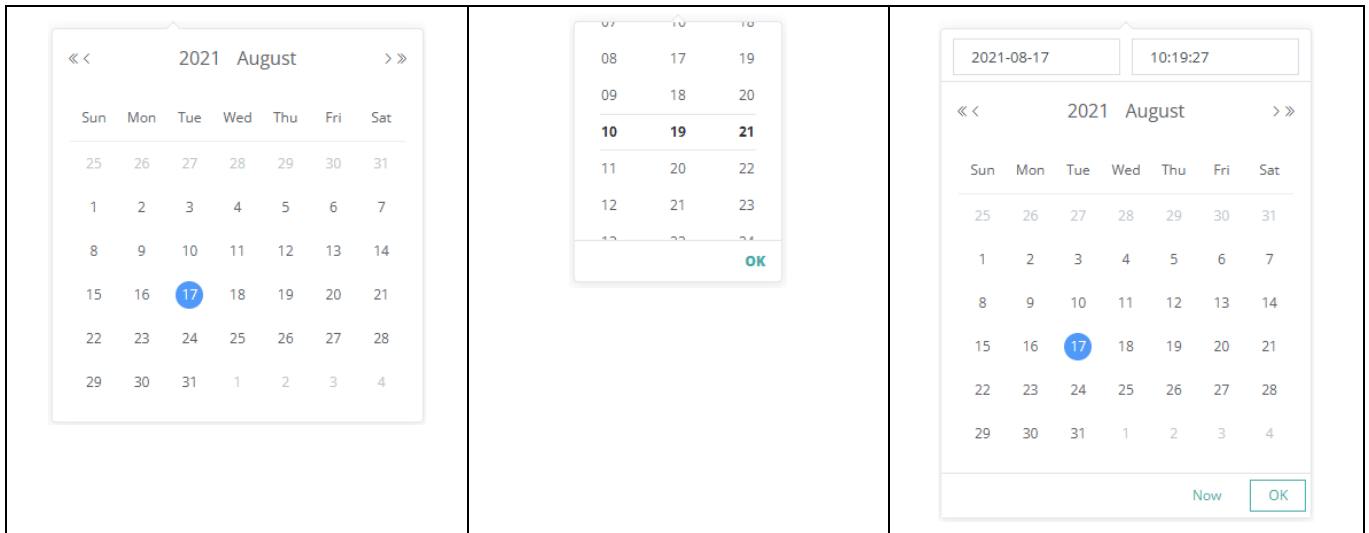 « < 2021 August > »
Sun Mon Tue Wed Thu Fri Sat
25 26 27 28 29 30 31
1 2 3 4 5 6 7
8 9 10 11 12 13 14
15 16 17 18 19 20 21
22 23 24 25 26 27 28
29 30 31 1 2 3 4
08 17 19
09 18 20
10 19 21
11 20 22
12 21 23
OK
2021-08-17 10:19:27
« < 2021 August > »
Sun Mon Tue Wed Thu Fri Sat
25 26 27 28 29 30 31
1 2 3 4 5 6 7
8 9 10 11 12 13 14
15 16 17 18 19 20 21
22 23 24 25 26 27 28
29 30 31 1 2 3 4
Now OK